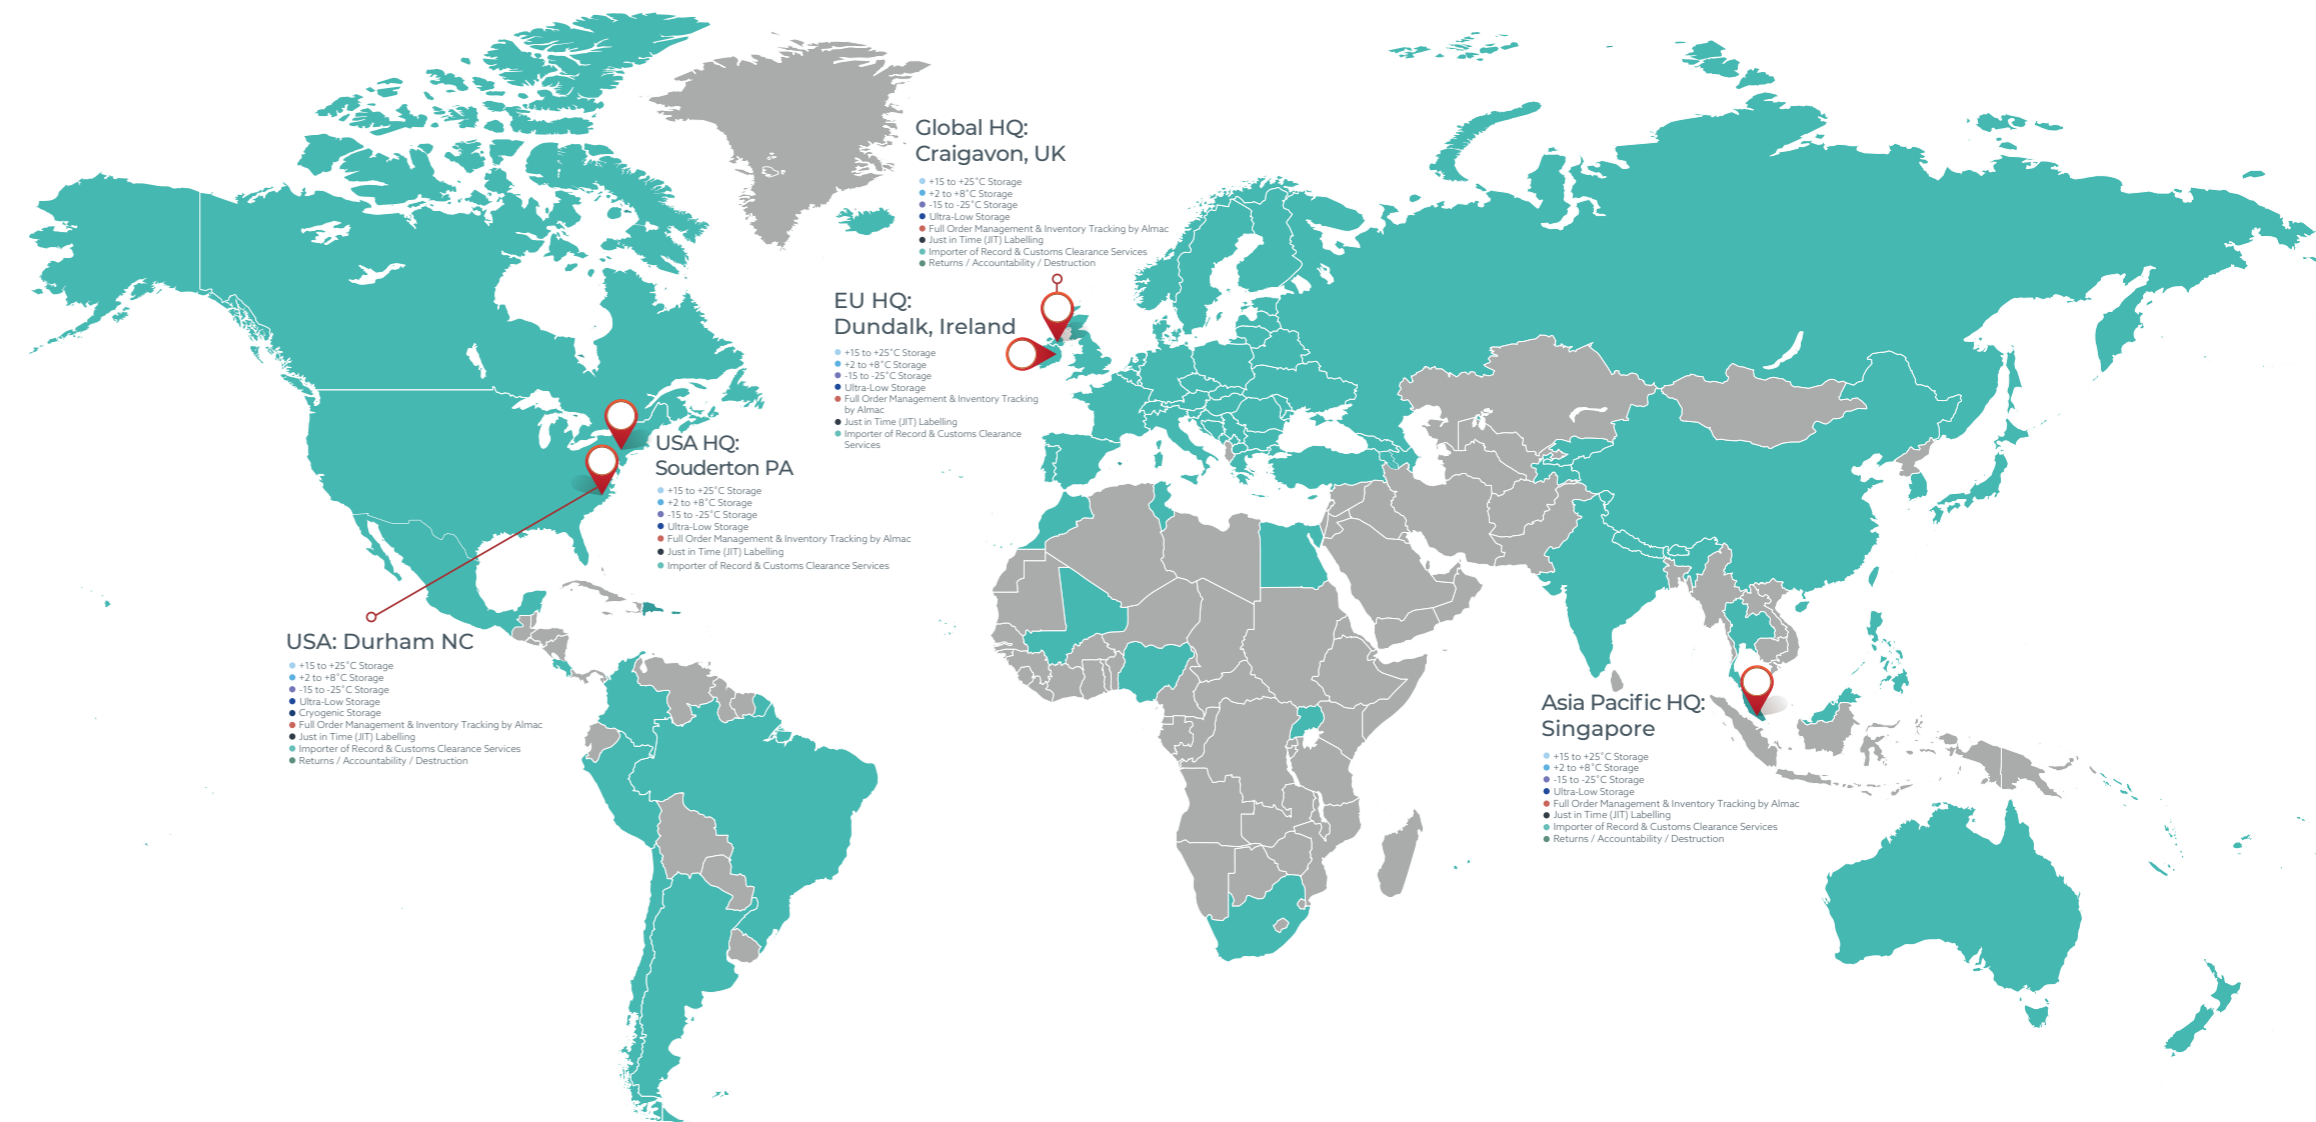 Global HQ:
Craigavon, UK
+15 to +25°C Storage
+2 to +8°C Storage
-15 to -25°C Storage
Ultra-Low Storage
Full Order Management & Inventory Tracking by Almac
Just in Time (JIT) Labelling
Importer of Record & Customs Clearance Services
Returns / Accountability / Destruction
EU HQ:
Dundalk, Ireland
+15 to +25°C Storage
+2 to +8°C Storage
-15 to -25°C Storage
Ultra-Low Storage
Full Order Management & Inventory Tracking
by Almac
Just in Time (JIT) Labelling
Importer of Record & Customs Clearance
Services
USA HQ:
Souderton PA
+15 to +25°C Storage
+2 to +8°C Storage
-15 to -25°C Storage
Ultra-Low Storage
Full Order Management & Inventory Tracking by Almac
Just in Time (JIT) Labelling
Importer of Record & Customs Clearance Services
USA: Durham NC
+15 to +25°C Storage
+2 to +8°C Storage
-15 to -25°C Storage
Ultra-Low Storage
Cryogenic Storage
Full Order Management & Inventory Tracking by Almac
Just in Time (JIT) Labelling
Importer of Record & Customs Clearance Services
Returns / Accountability / Destruction
Asia Pacific HQ:
Singapore
+15 to +25°C Storage
+2 to +8°C Storage
-15 to -25°C Storage
Ultra-Low Storage
Full Order Management & Inventory Tracking by Almac
Just in Time (JIT) Labelling
Importer of Record & Customs Clearance Services
Returns / Accountability / Destruction